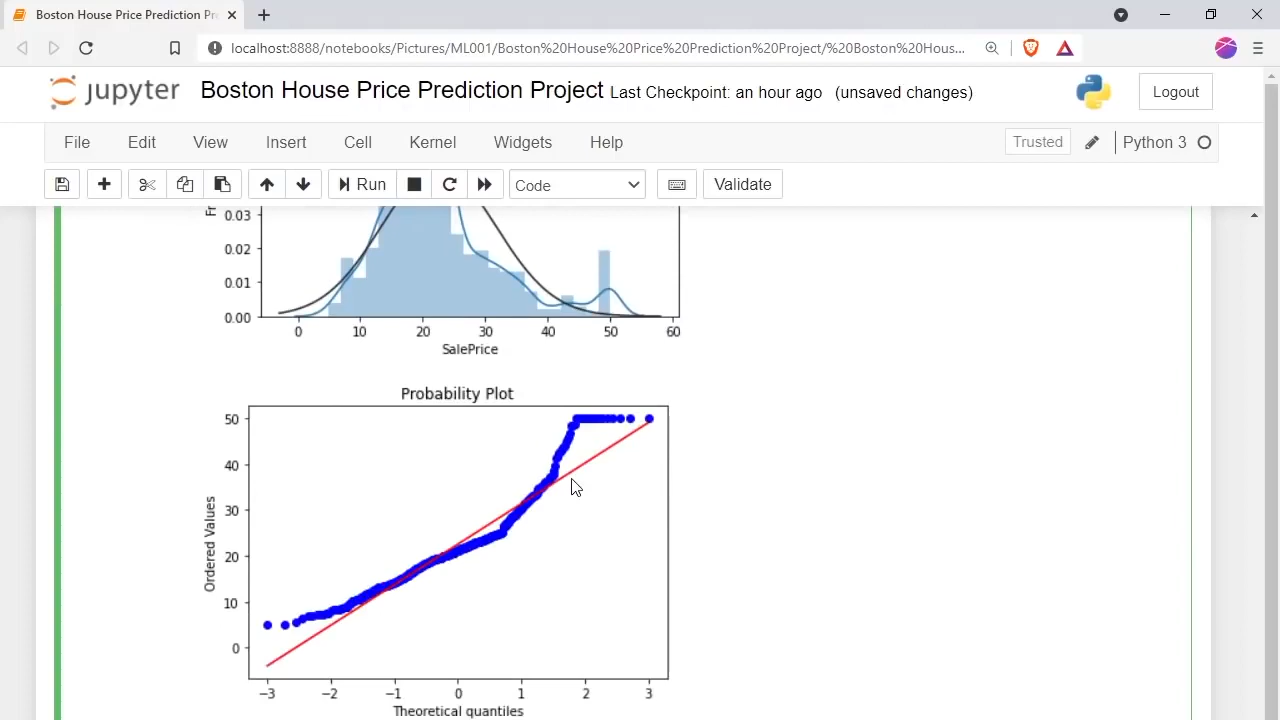 Boston House Price Prediction Pr
localhost:8888/notebooks/Pictures/ML001/Boston%20House%20Price%20Prediction%20Project/%20Boston%20Hous...
jupyter Boston House Price Prediction Project Last Checkpoint: an hour ago (unsaved changes)
Logout
File Edit View Insert Cell Kernel Widgets Help
Trusted Python 3
Run Code Validate
Fr
0.03
0.02
0.01
0.00
0 10 20 30 40 50 60
SalePrice
Probability Plot
50
40
30
20
10
0
Ordered Values
−3 −2 −1 0 1 2 3
Theoretical quantiles